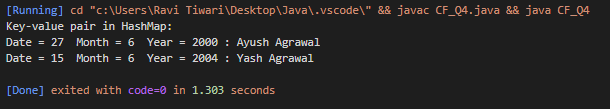 [Running] cd "c:\Users\Ravi Tiwari\Desktop\Java\.vscode\" && javac CF_Q4.java && java CF_Q4
Key-value pair in HashMap:
Date = 27  Month = 6  Year = 2000 : Ayush Agrawal
Date = 15  Month = 6  Year = 2004 : Yash Agrawal
[Done] exited with code=0 in 1.303 seconds